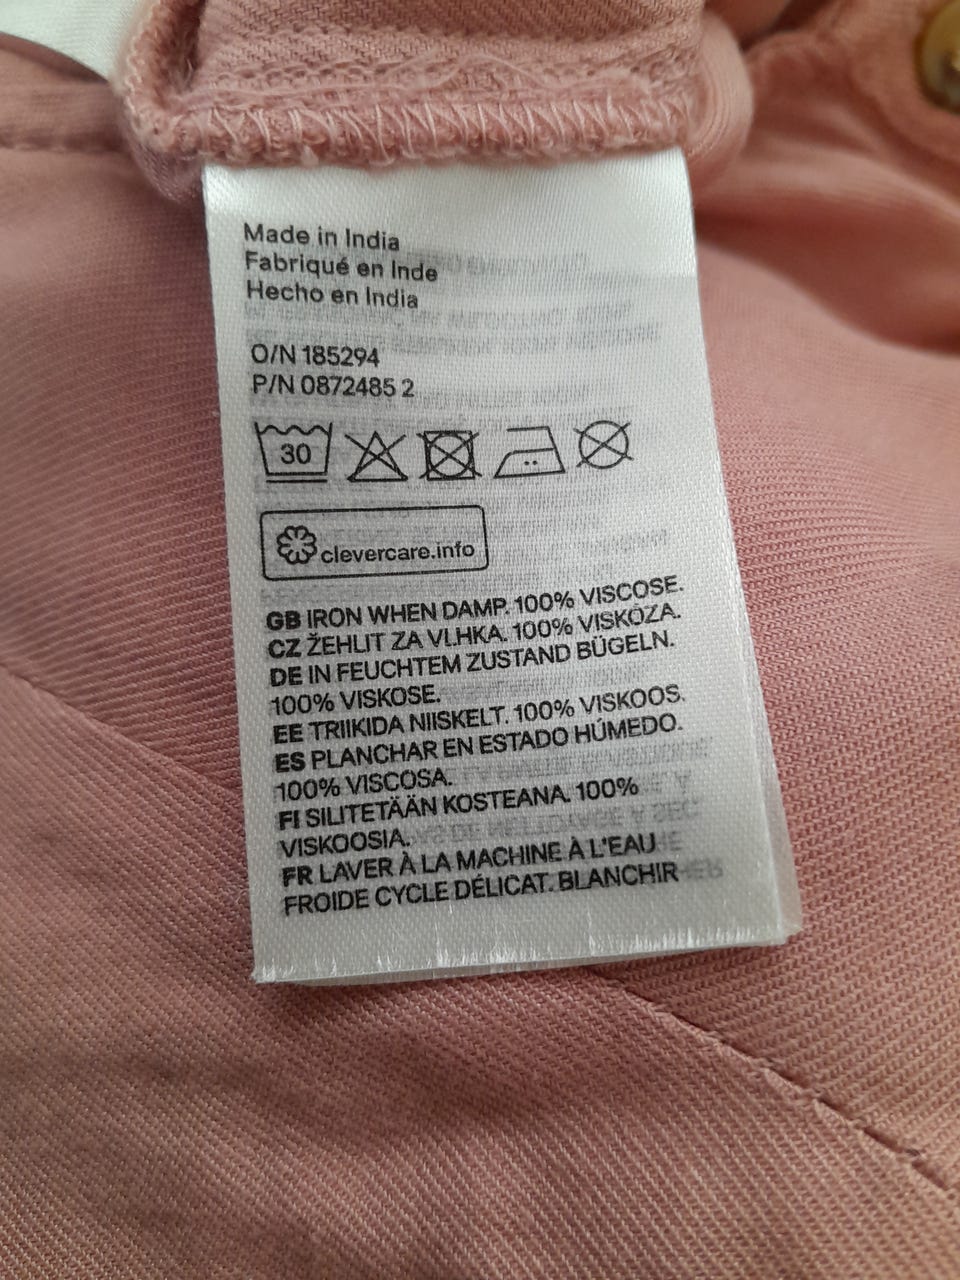 Made in India
Fabriqué en Inde
Hecho en India
O/N 185294
P/N 0872485 2
30
clevercare.info
GB IRON WHEN DAMP. 100% VISCOSE.
CZ ŽEHLIT ZA VLHKA. 100% VISKÓZA.
DE IN FEUCHTEM ZUSTAND BÜGELN.
100% VISKOSE.
EE TRIIKIDA NIISKELT. 100% VISKOOS.
ES PLANCHAR EN ESTADO HÚMEDO.
100% VISCOSA.
FI SILITETÄÄN KOSTEANA. 100%
VISKOOSIA.
FR LAVER À LA MACHINE À L'EAU
FROIDE CYCLE DÉLICAT. BLANCHIR